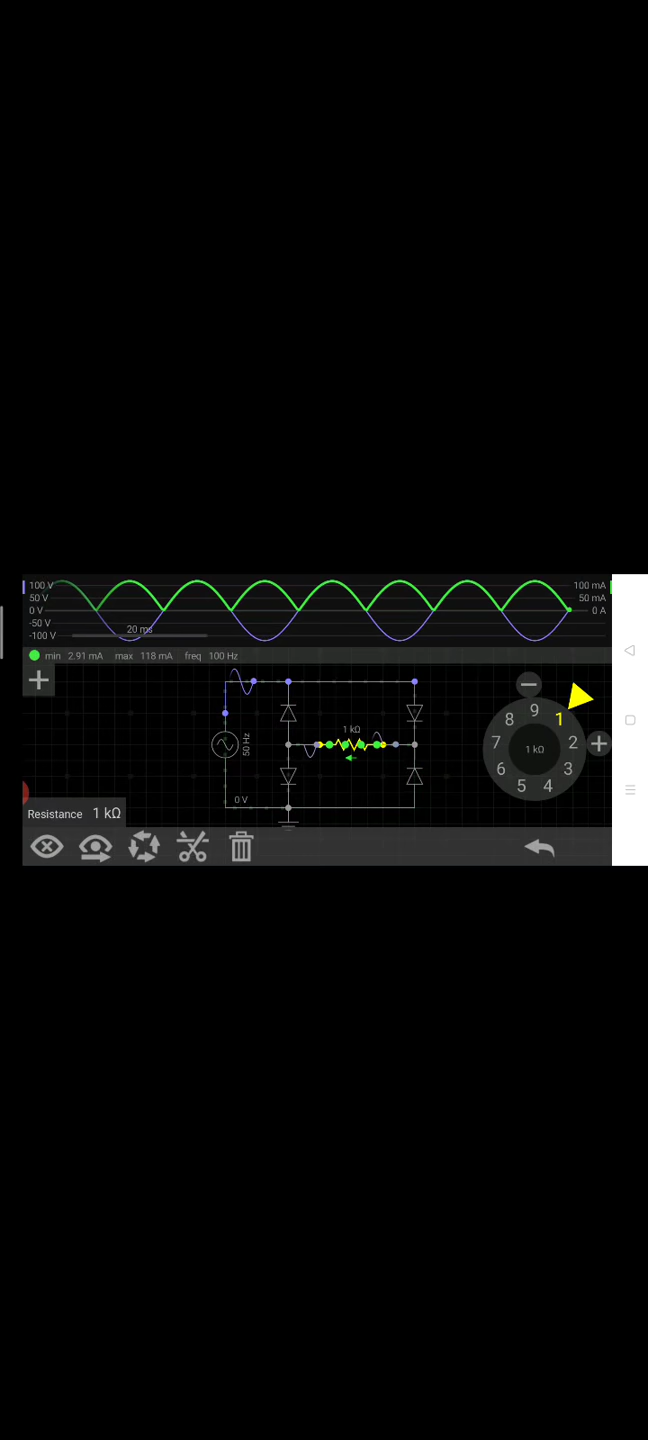 100 V
100 mA
50 V
50 mA
0 V
0 A
-50 V
20 ms
-100 V
min 2.91 mA max 118 mA freq 100 Hz
1 kΩ
50 Hz
0 V
9
8
1
7
1 kΩ
2
6
3
5
4
Resistance 1 kΩ